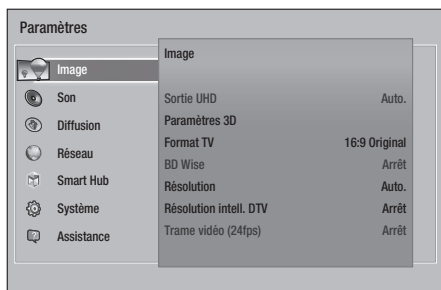 Paramètres
Image
Son
Diffusion
Réseau
Smart Hub
Système
Assistance
Image
Sortie UHD Auto.
Paramètres 3D
Format TV 16:9 Original
BD Wise Arrêt
Résolution Auto.
Résolution intell. DTV Arrêt
Trame vidéo (24fps) Arrêt